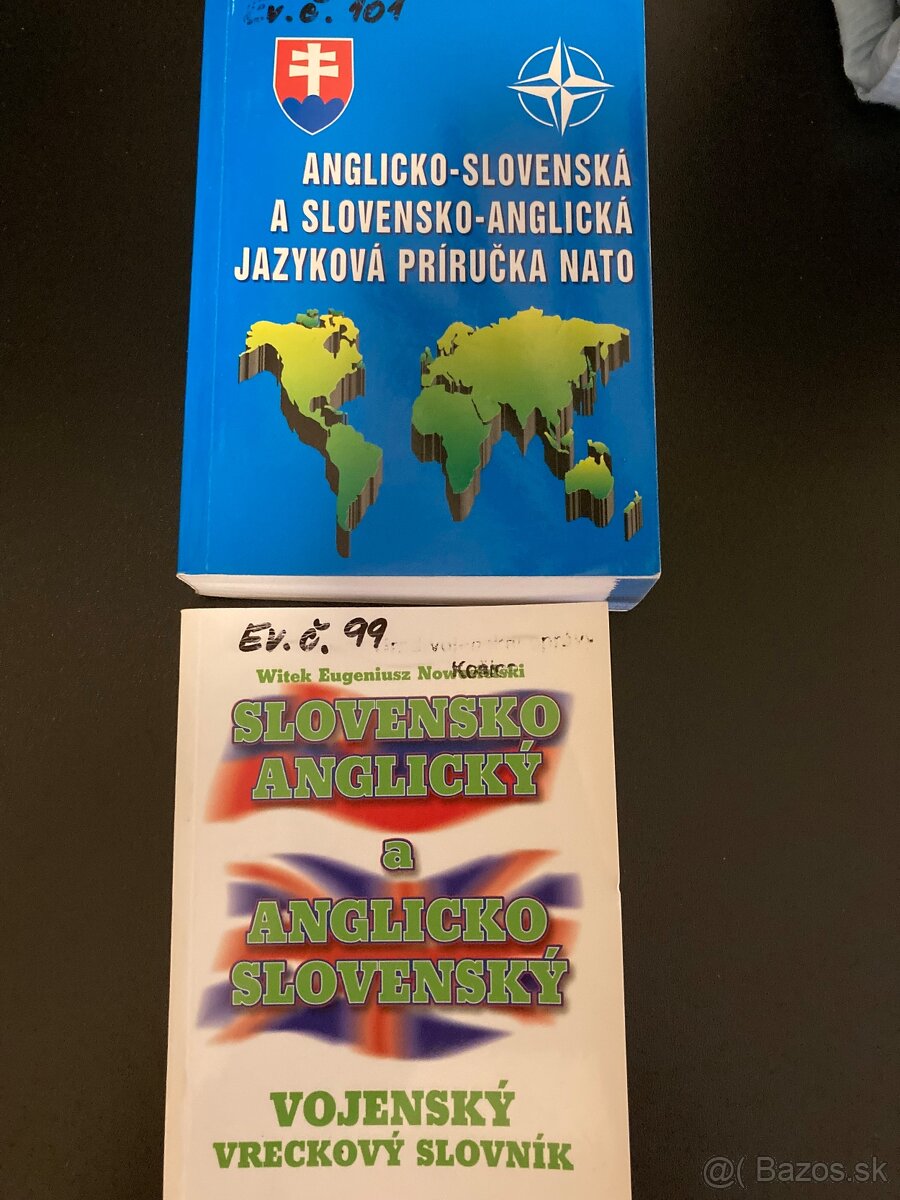 Ev.č. 101
ANGLICKO-SLOVENSKÁ
A SLOVENSKO-ANGLICKÁ
JAZYKOVÁ PRÍRUČKA NATO
Ev.č. 99
Košice
Witek Eugeniusz
SLOVENSKO
ANGLICKÝ
a
ANGLICKO
SLOVENSKÝ
VOJENSKÝ
VRECKOVÝ SLOVNÍK
@( Bazos.sk